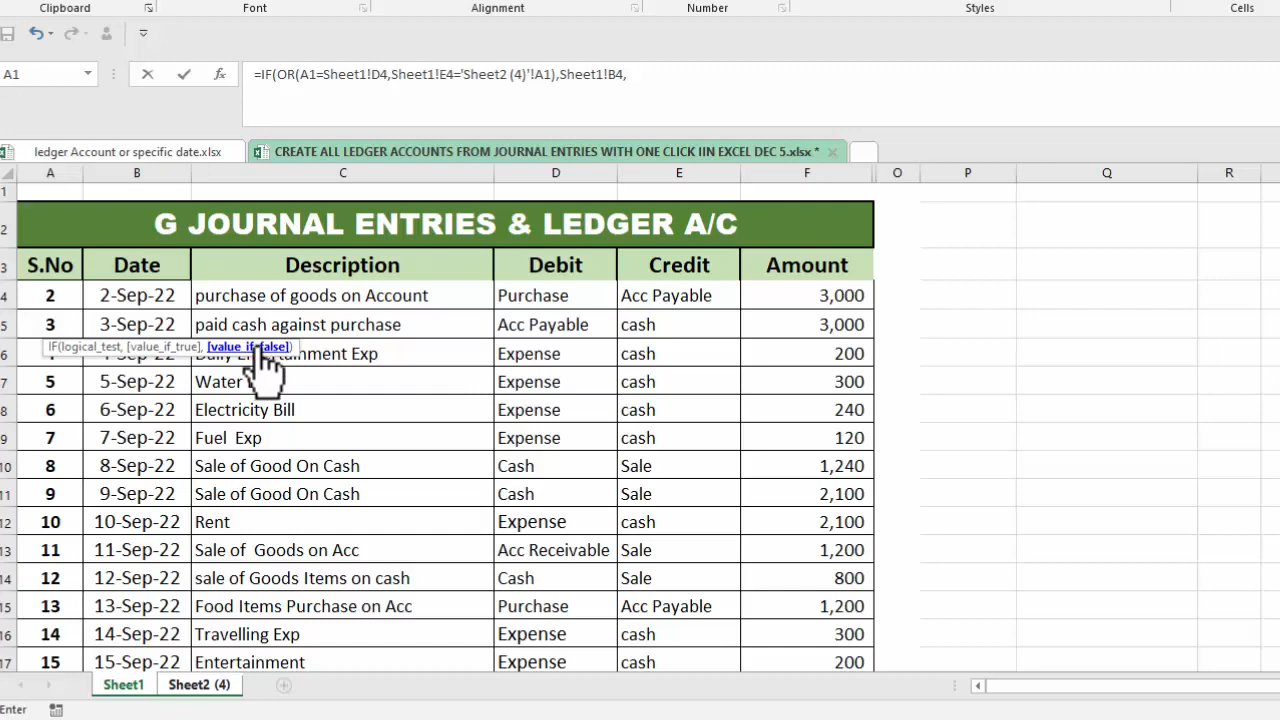 Clipboard Font Alignment Number Styles Cells
A1 =IF(OR(A1=Sheet1!D4,Sheet1!E4='Sheet2 (4)'!A1),Sheet1!B4,
ledger Account or specific date.xlsx CREATE ALL LEDGER ACCOUNTS FROM JOURNAL ENTRIES WITH ONE CLICK IIN EXCEL DEC 5.xlsx *
A B C D E F O P Q R
1
2 G JOURNAL ENTRIES & LEDGER A/C
3 S.No Date Description Debit Credit Amount
4 2 2-Sep-22 purchase of goods on Account Purchase Acc Payable 3,000
5 3 3-Sep-22 paid cash against purchase Acc Payable cash 3,000
IF(logical_test, [value_if_true], [value_if_false])
6 Exp Expense cash 200
7 5 5-Sep-22 Water Expense cash 300
8 6 6-Sep-22 Electricity Bill Expense cash 240
9 7 7-Sep-22 Fuel Exp Expense cash 120
10 8 8-Sep-22 Sale of Good On Cash Cash Sale 1,240
11 9 9-Sep-22 Sale of Good On Cash Cash Sale 2,100
12 10 10-Sep-22 Rent Expense cash 2,100
13 11 11-Sep-22 Sale of Goods on Acc Acc Receivable Sale 1,200
14 12 12-Sep-22 sale of Goods Items on cash Cash Sale 800
15 13 13-Sep-22 Food Items Purchase on Acc Purchase Acc Payable 1,200
16 14 14-Sep-22 Travelling Exp Expense cash 300
17 15 15-Sep-22 Entertainment Expense cash 200
Sheet1 Sheet2 (4)
Enter